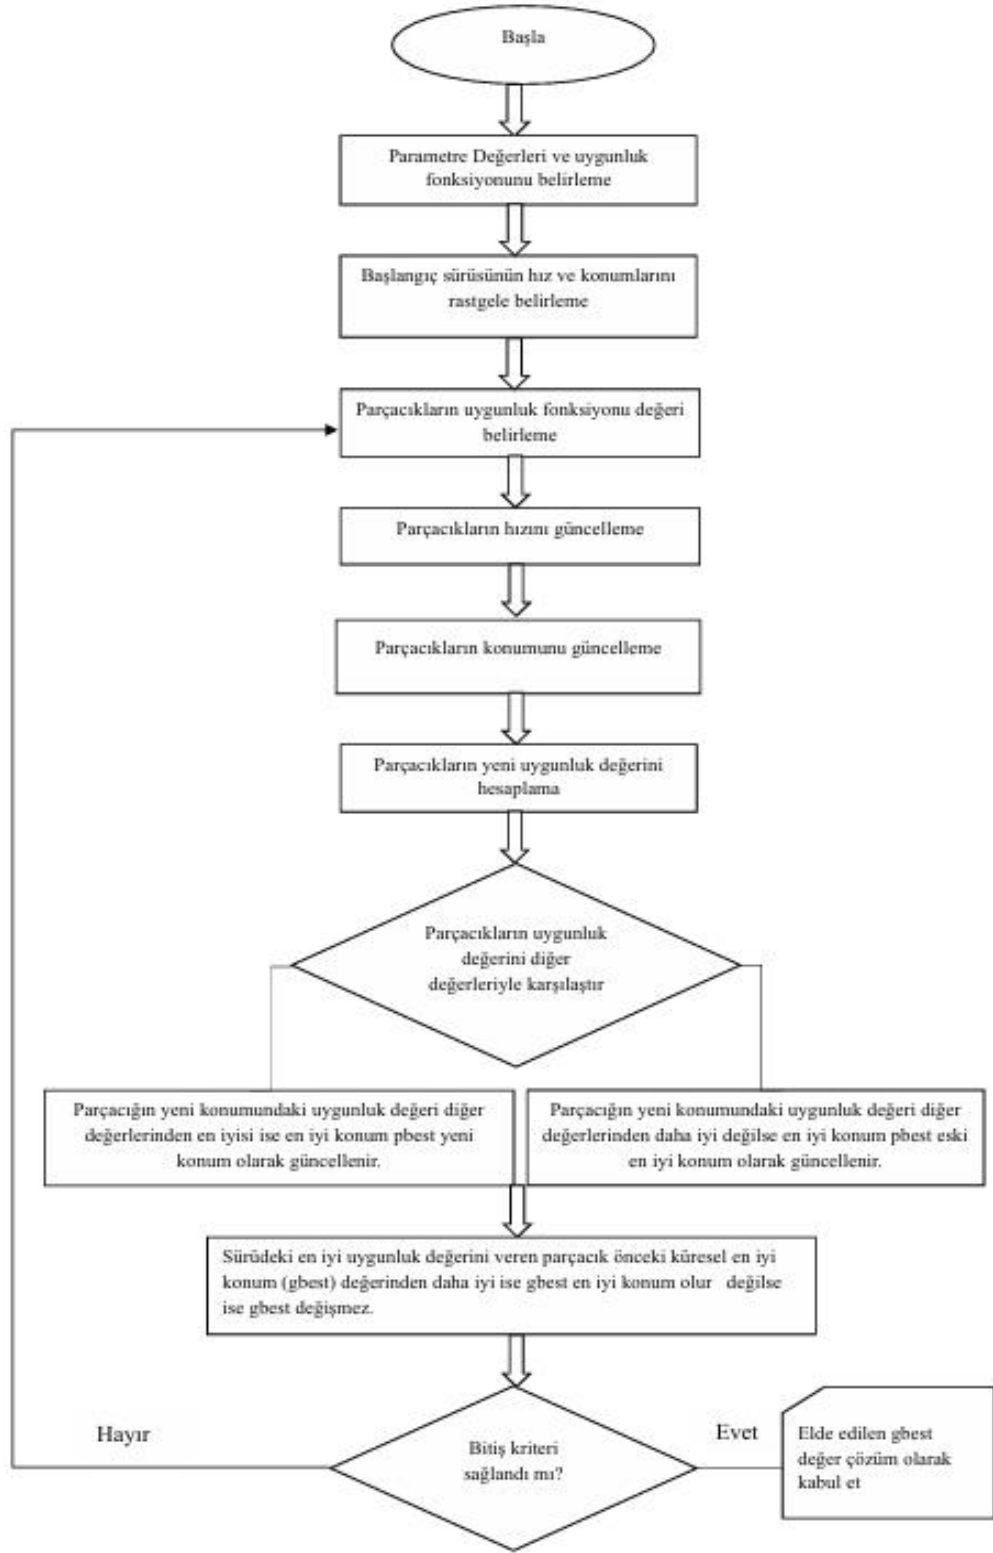 Başla
Parametre Değerleri ve uygunluk
fonksiyonunu belirleme
Başlangıç sürüsünün hız ve konumlarını
rastgele belirleme
Parçacıkların uygunluk fonksiyonu değeri
belirleme
Parçacıkların hızını güncelleme
Parçacıkların konumunu güncelleme
Parçacıkların yeni uygunluk değerini
hesaplama
Parçacıkların uygunluk
değerini diğer
değerleriyle karşılaştır
Parçacığın yeni konumundaki uygunluk değeri diğer
değerlerinden en iyisi ise en iyi konum pbest yeni
konum olarak güncellenir.
Parçacığın yeni konumundaki uygunluk değeri diğer
değerlerinden daha iyi değilse en iyi konum pbest eski
en iyi konum olarak güncellenir.
Sürüdeki en iyi uygunluk değerini veren parçacık önceki küresel en iyi
konum (gbest) değerinden daha iyi ise gbest en iyi konum olur değilse
ise gbest değişmez.
Hayır
Bitiş kriteri
sağlandı mı?
Evet
Elde edilen gbest
değer çözüm olarak
kabul et